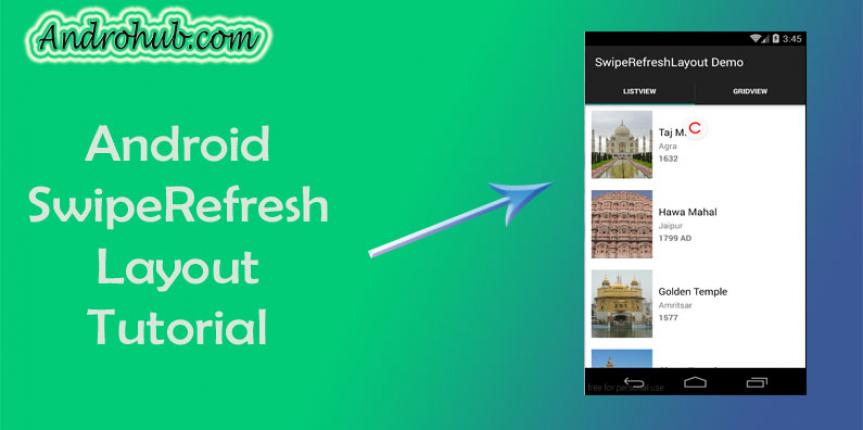 Androhub.com
Android
SwipeRefresh
Layout
Tutorial
3:45
SwipeRefreshLayout Demo
LISTVIEW GRIDVIEW
Taj M.
Agra
1632
Hawa Mahal
Jaipur
1799 AD
Golden Temple
Amritsar
1577
free for personal use